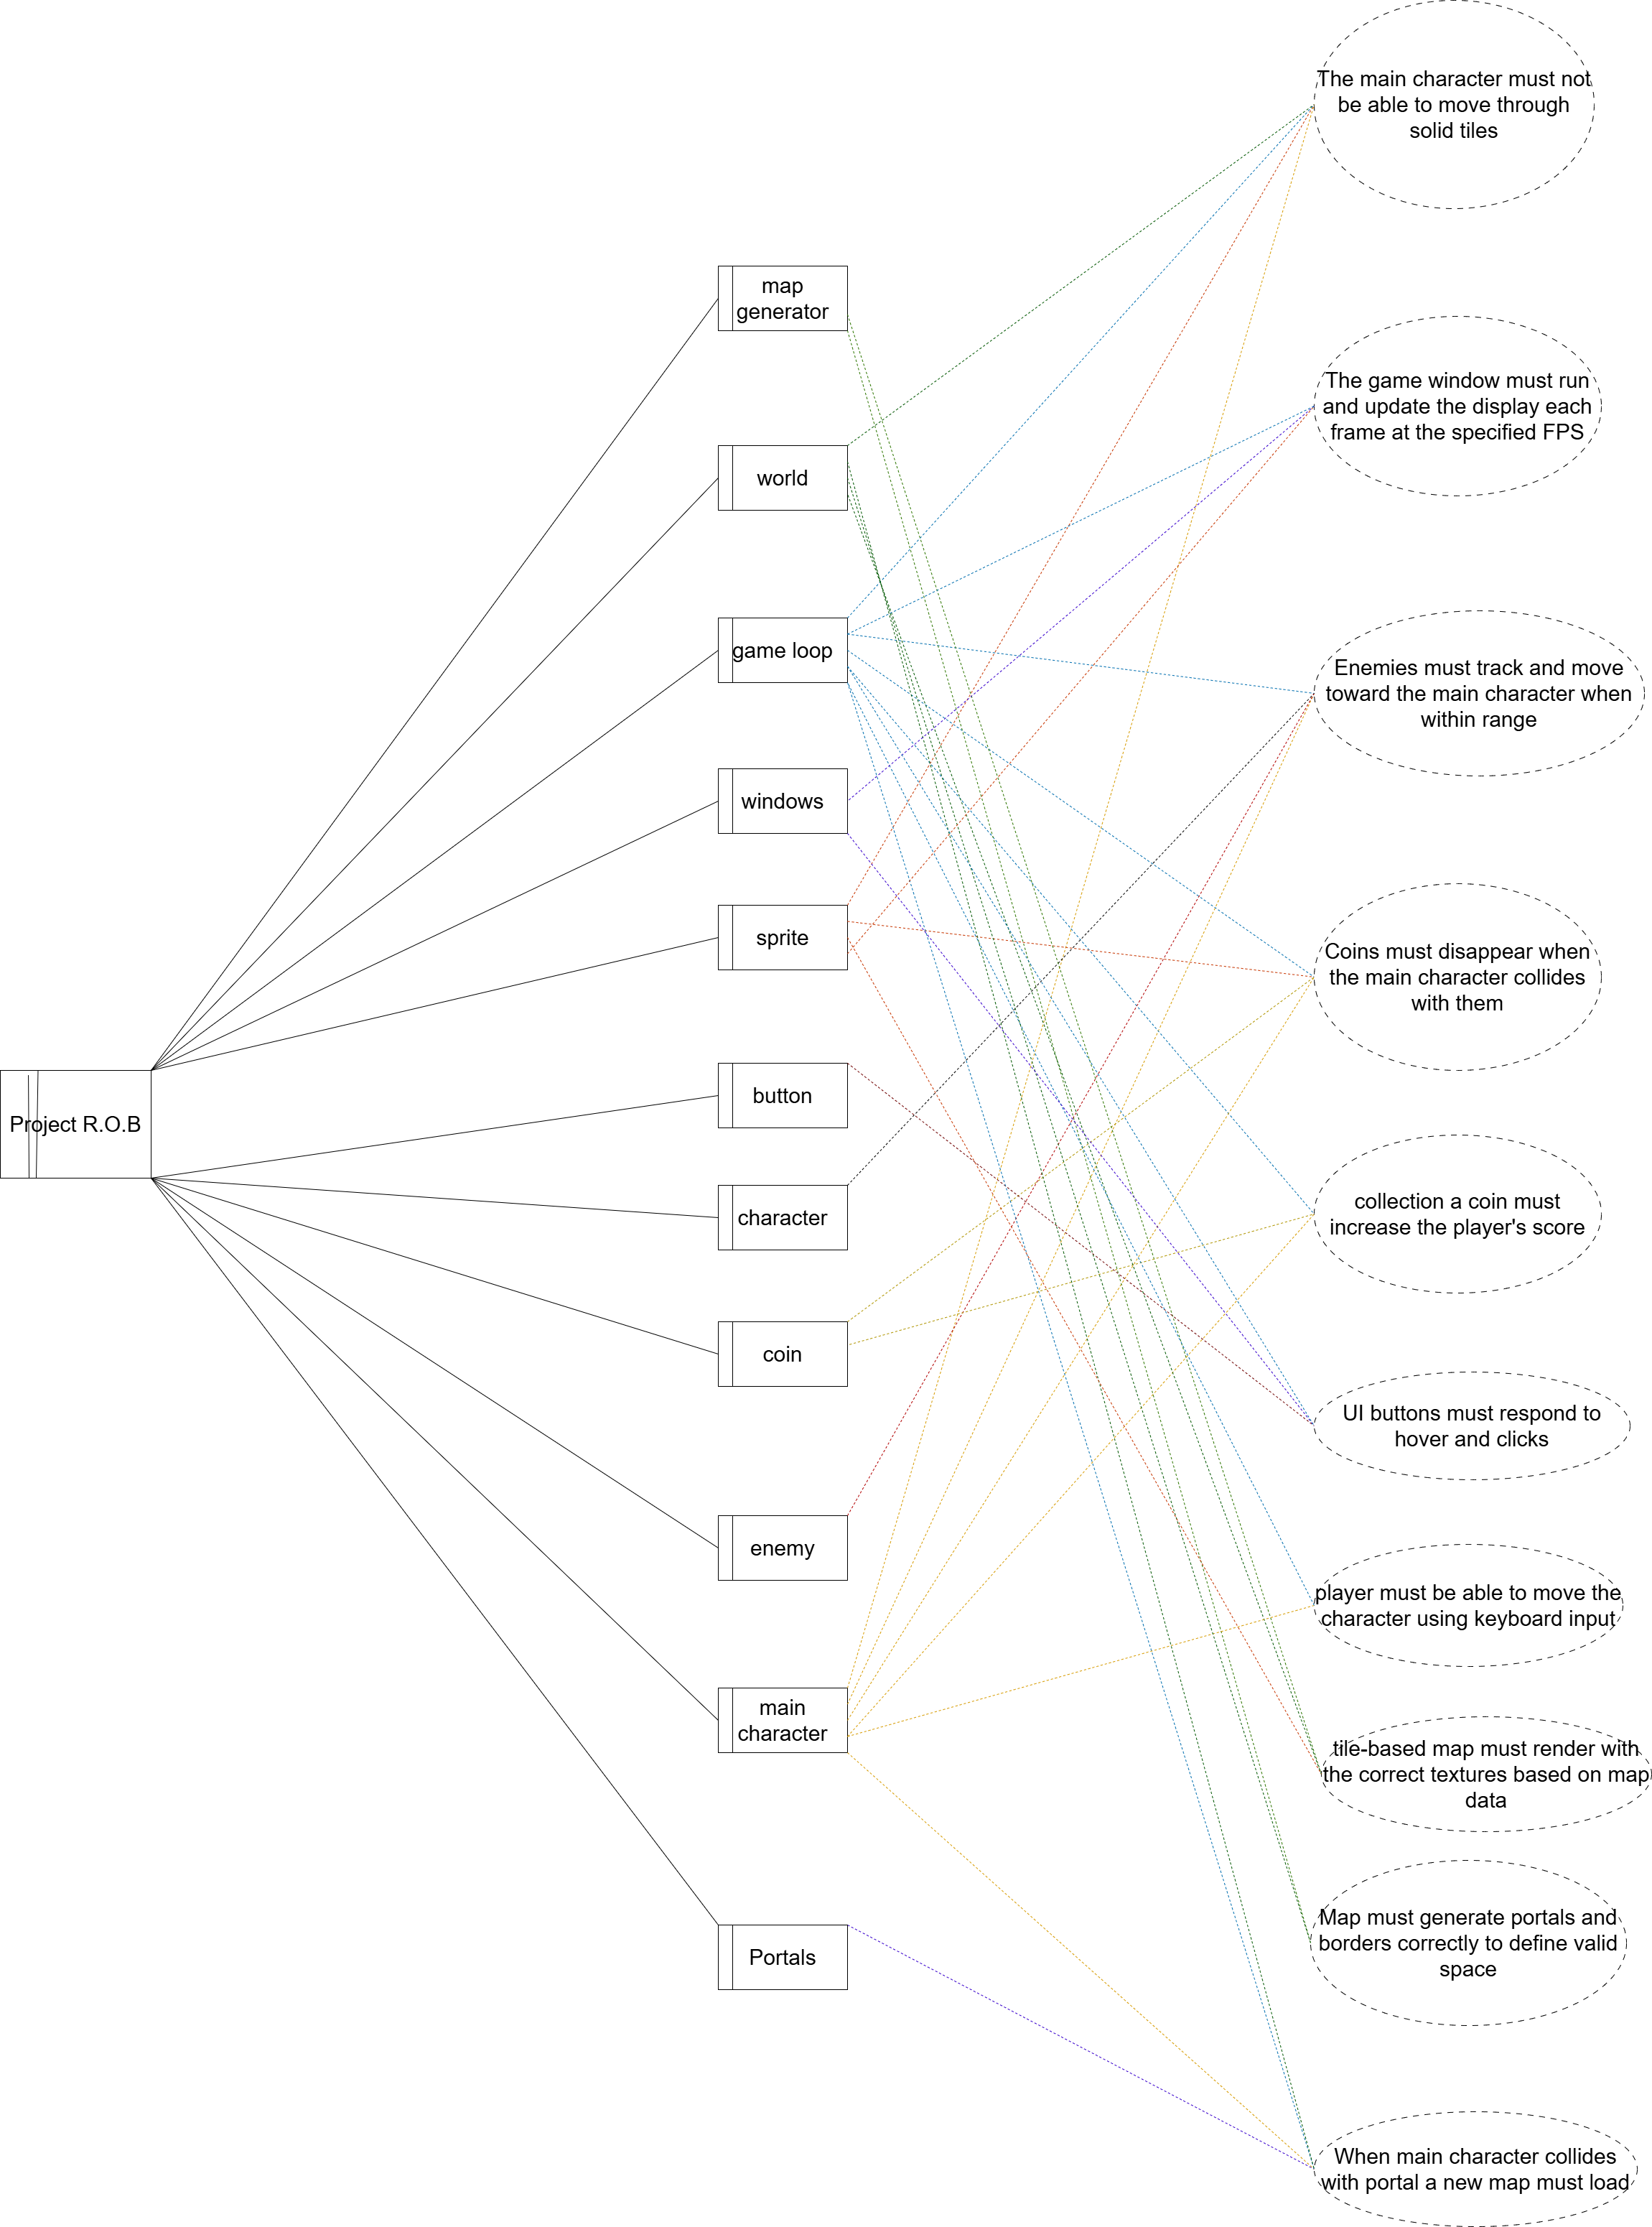 Project R.O.B
map
generator
world
game loop
windows
sprite
button
character
coin
enemy
main
character
Portals
The main character must not
be able to move through
solid tiles
The game window must run
and update the display each
frame at the specified FPS
Enemies must track and move
toward the main character when
within range
Coins must disappear when
the main character collides
with them
collection a coin must
increase the player's score
UI buttons must respond to
hover and clicks
player must be able to move the
character using keyboard input
tile-based map must render with
the correct textures based on map
data
Map must generate portals and
borders correctly to define valid
space
When main character collides
with portal a new map must load